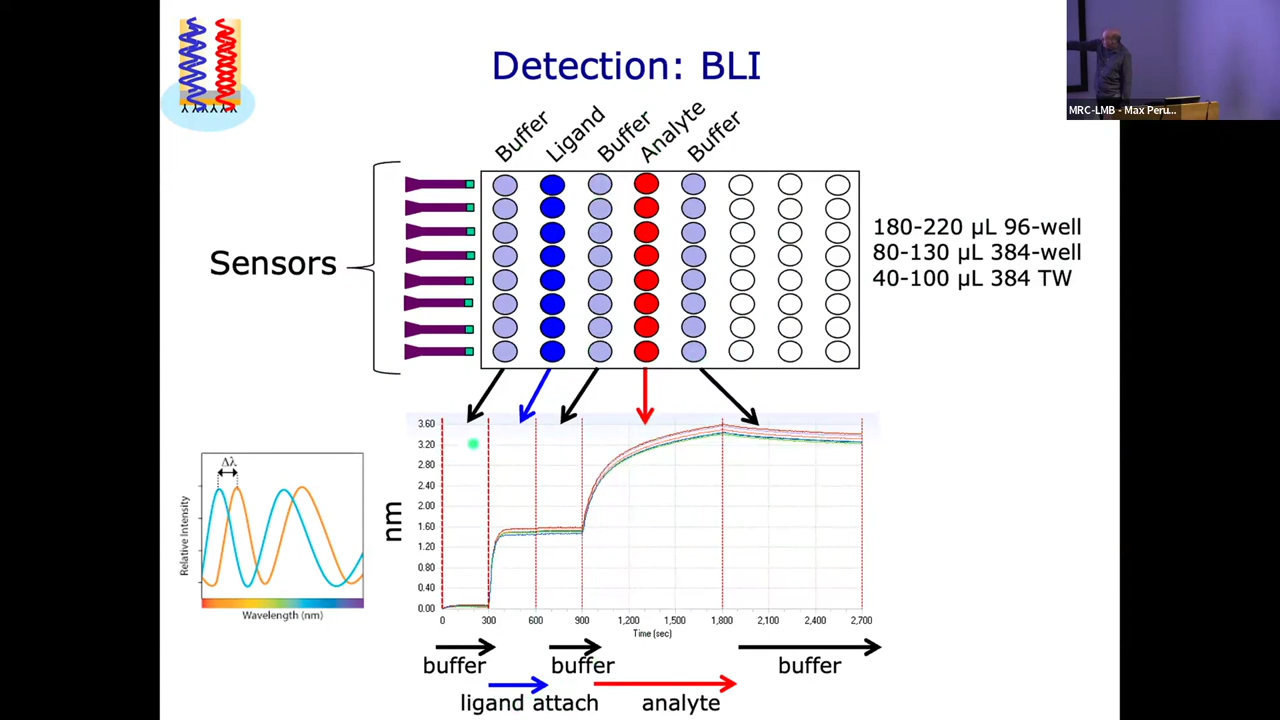 Detection: BLI
MRC-LMB - Max Peru...
Buffer
Ligand
Buffer
Analyte
Buffer
Sensors
180-220 µL 96-well
80-130 µL 384-well
40-100 µL 384 TW
Δλ
Relative Intensity
Wavelength (nm)
nm
3.60
3.20
2.80
2.40
2.00
1.60
1.20
0.80
0.40
0.00
0 300 600 900 1,200 1,500 1,800 2,100 2,400 2,700
Time (sec)
buffer buffer buffer
ligand attach analyte